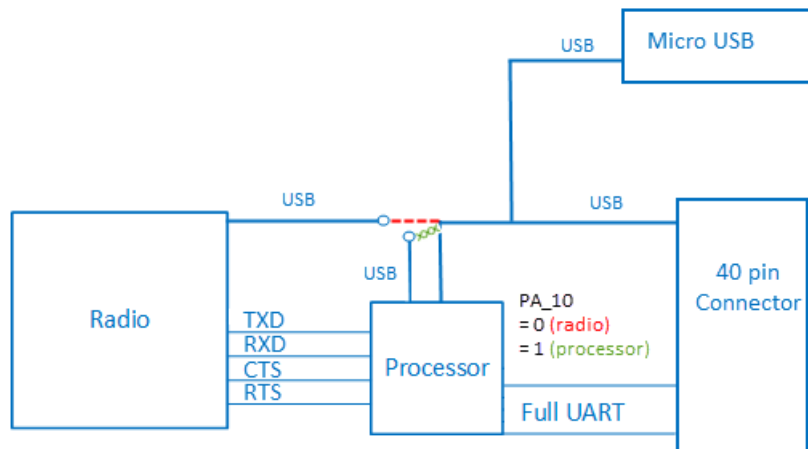 USB
Micro USB
USB
USB
USB
40 pin
Connector
PA_10
= 0 (radio)
= 1 (processor)
Radio
TXD
RXD
CTS
RTS
Processor
Full UART